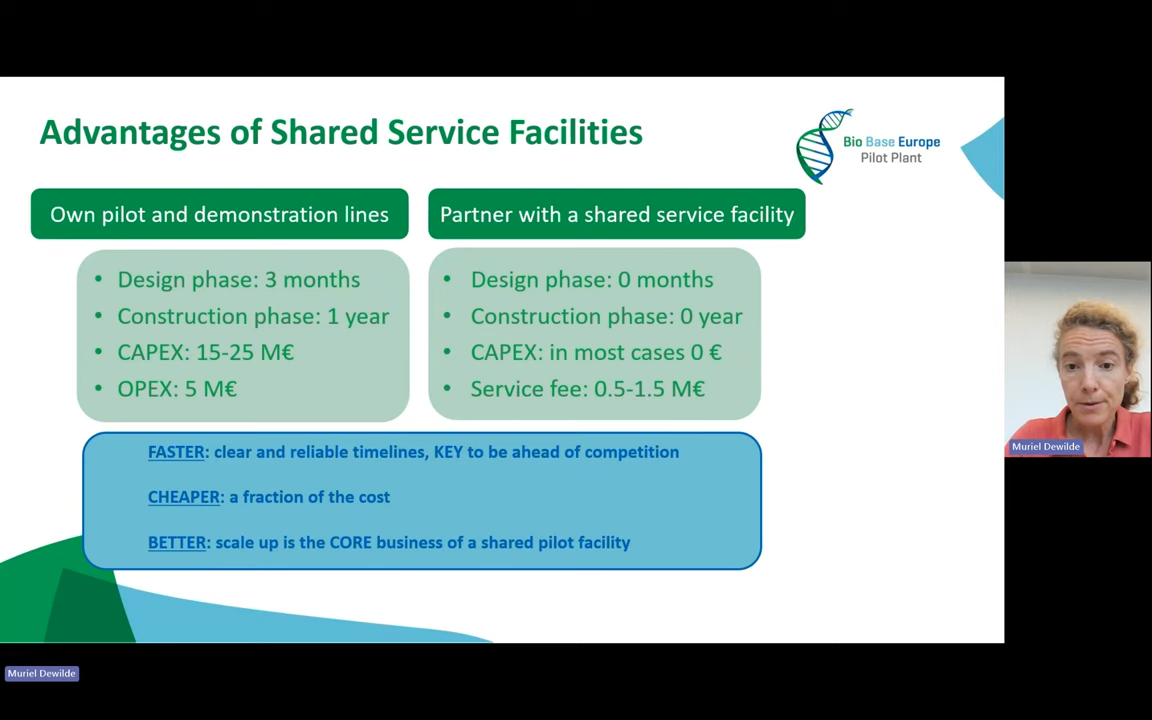 Advantages of Shared Service Facilities
Bio Base Europe
Pilot Plant
Own pilot and demonstration lines
Partner with a shared service facility
• Design phase: 3 months
• Construction phase: 1 year
• CAPEX: 15-25 M€
• OPEX: 5 M€
• Design phase: 0 months
• Construction phase: 0 year
• CAPEX: in most cases 0 €
• Service fee: 0.5-1.5 M€
FASTER: clear and reliable timelines, KEY to be ahead of competition
CHEAPER: a fraction of the cost
BETTER: scale up is the CORE business of a shared pilot facility
Muriel Dewilde
Muriel Dewilde